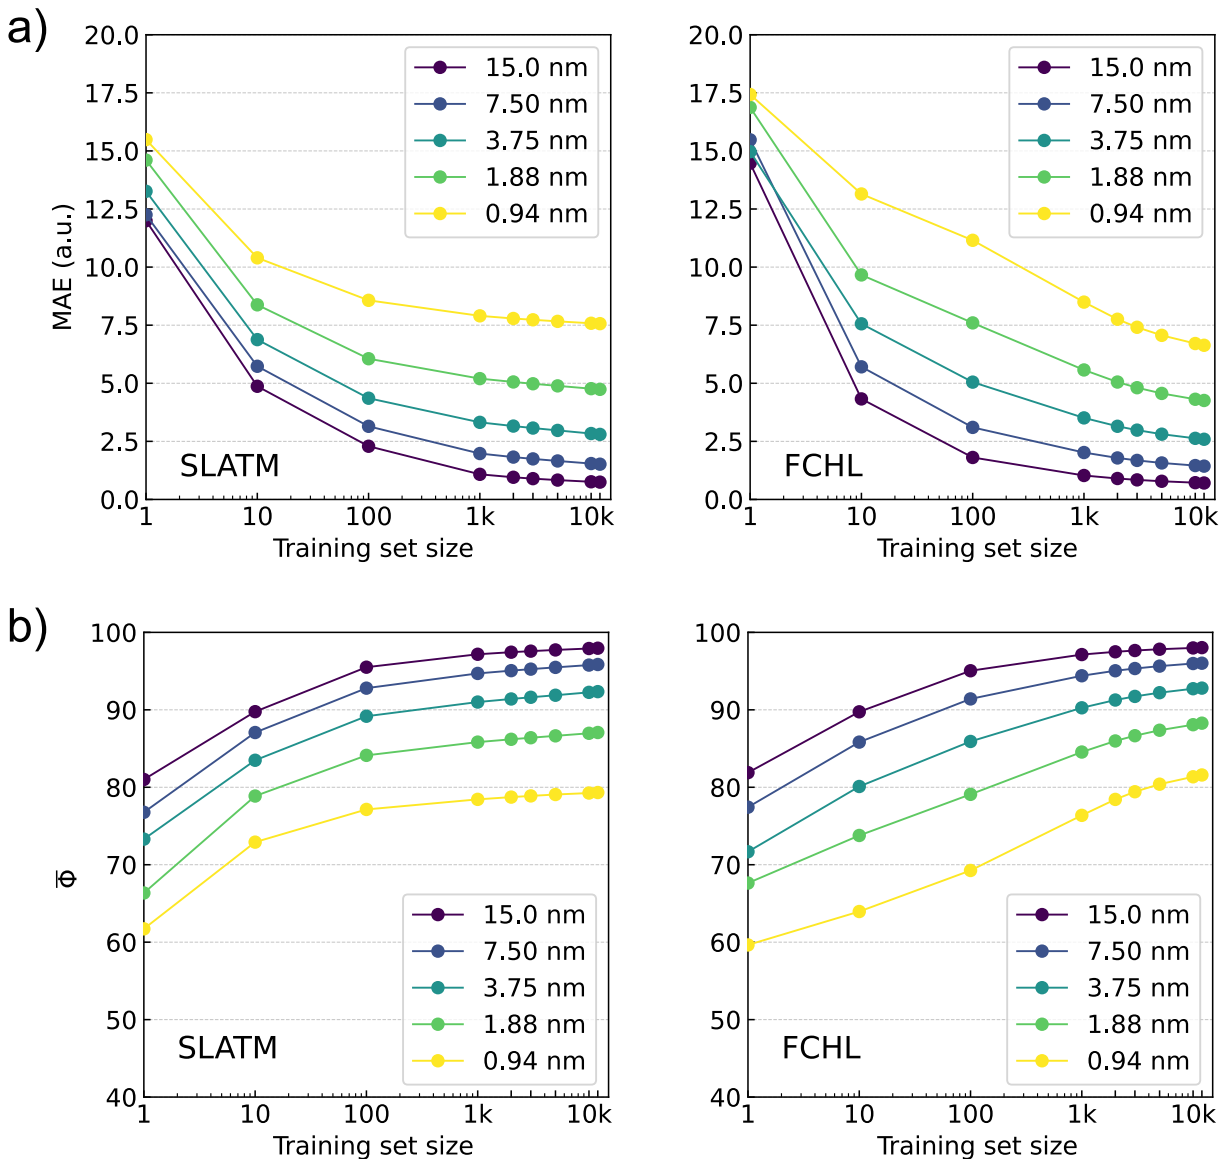 a)
MAE (a.u.)
20.0
17.5
15.0
12.5
10.0
7.5
5.0
2.5
0.0
15.0 nm
7.50 nm
3.75 nm
1.88 nm
0.94 nm
SLATM
1 10 100 1k 10k
Training set size
20.0
17.5
15.0
12.5
10.0
7.5
5.0
2.5
0.0
15.0 nm
7.50 nm
3.75 nm
1.88 nm
0.94 nm
FCHL
1 10 100 1k 10k
Training set size
b)
Φ̅
100
90
80
70
60
50
40
15.0 nm
7.50 nm
3.75 nm
1.88 nm
0.94 nm
SLATM
1 10 100 1k 10k
Training set size
100
90
80
70
60
50
40
15.0 nm
7.50 nm
3.75 nm
1.88 nm
0.94 nm
FCHL
1 10 100 1k 10k
Training set size